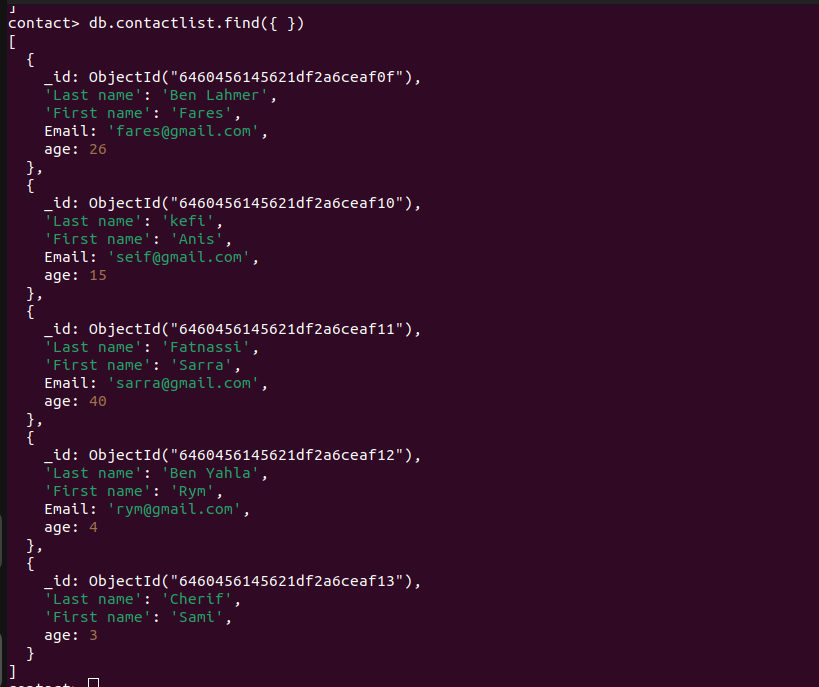 ]
contact> db.contactlist.find({ })
[
  {
    _id: ObjectId("6460456145621df2a6ceaf0f"),
    'Last name': 'Ben Lahmer',
    'First name': 'Fares',
    Email: 'fares@gmail.com',
    age: 26
  },
  {
    _id: ObjectId("6460456145621df2a6ceaf10"),
    'Last name': 'kefi',
    'First name': 'Anis',
    Email: 'seif@gmail.com',
    age: 15
  },
  {
    _id: ObjectId("6460456145621df2a6ceaf11"),
    'Last name': 'Fatnassi',
    'First name': 'Sarra',
    Email: 'sarra@gmail.com',
    age: 40
  },
  {
    _id: ObjectId("6460456145621df2a6ceaf12"),
    'Last name': 'Ben Yahla',
    'First name': 'Rym',
    Email: 'rym@gmail.com',
    age: 4
  },
  {
    _id: ObjectId("6460456145621df2a6ceaf13"),
    'Last name': 'Cherif',
    'First name': 'Sami',
    age: 3
  }
]
contact>